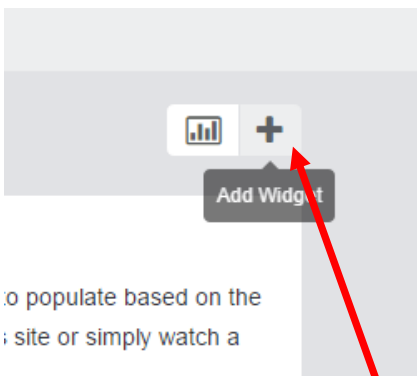 Add Widget
to populate based on the
s site or simply watch a